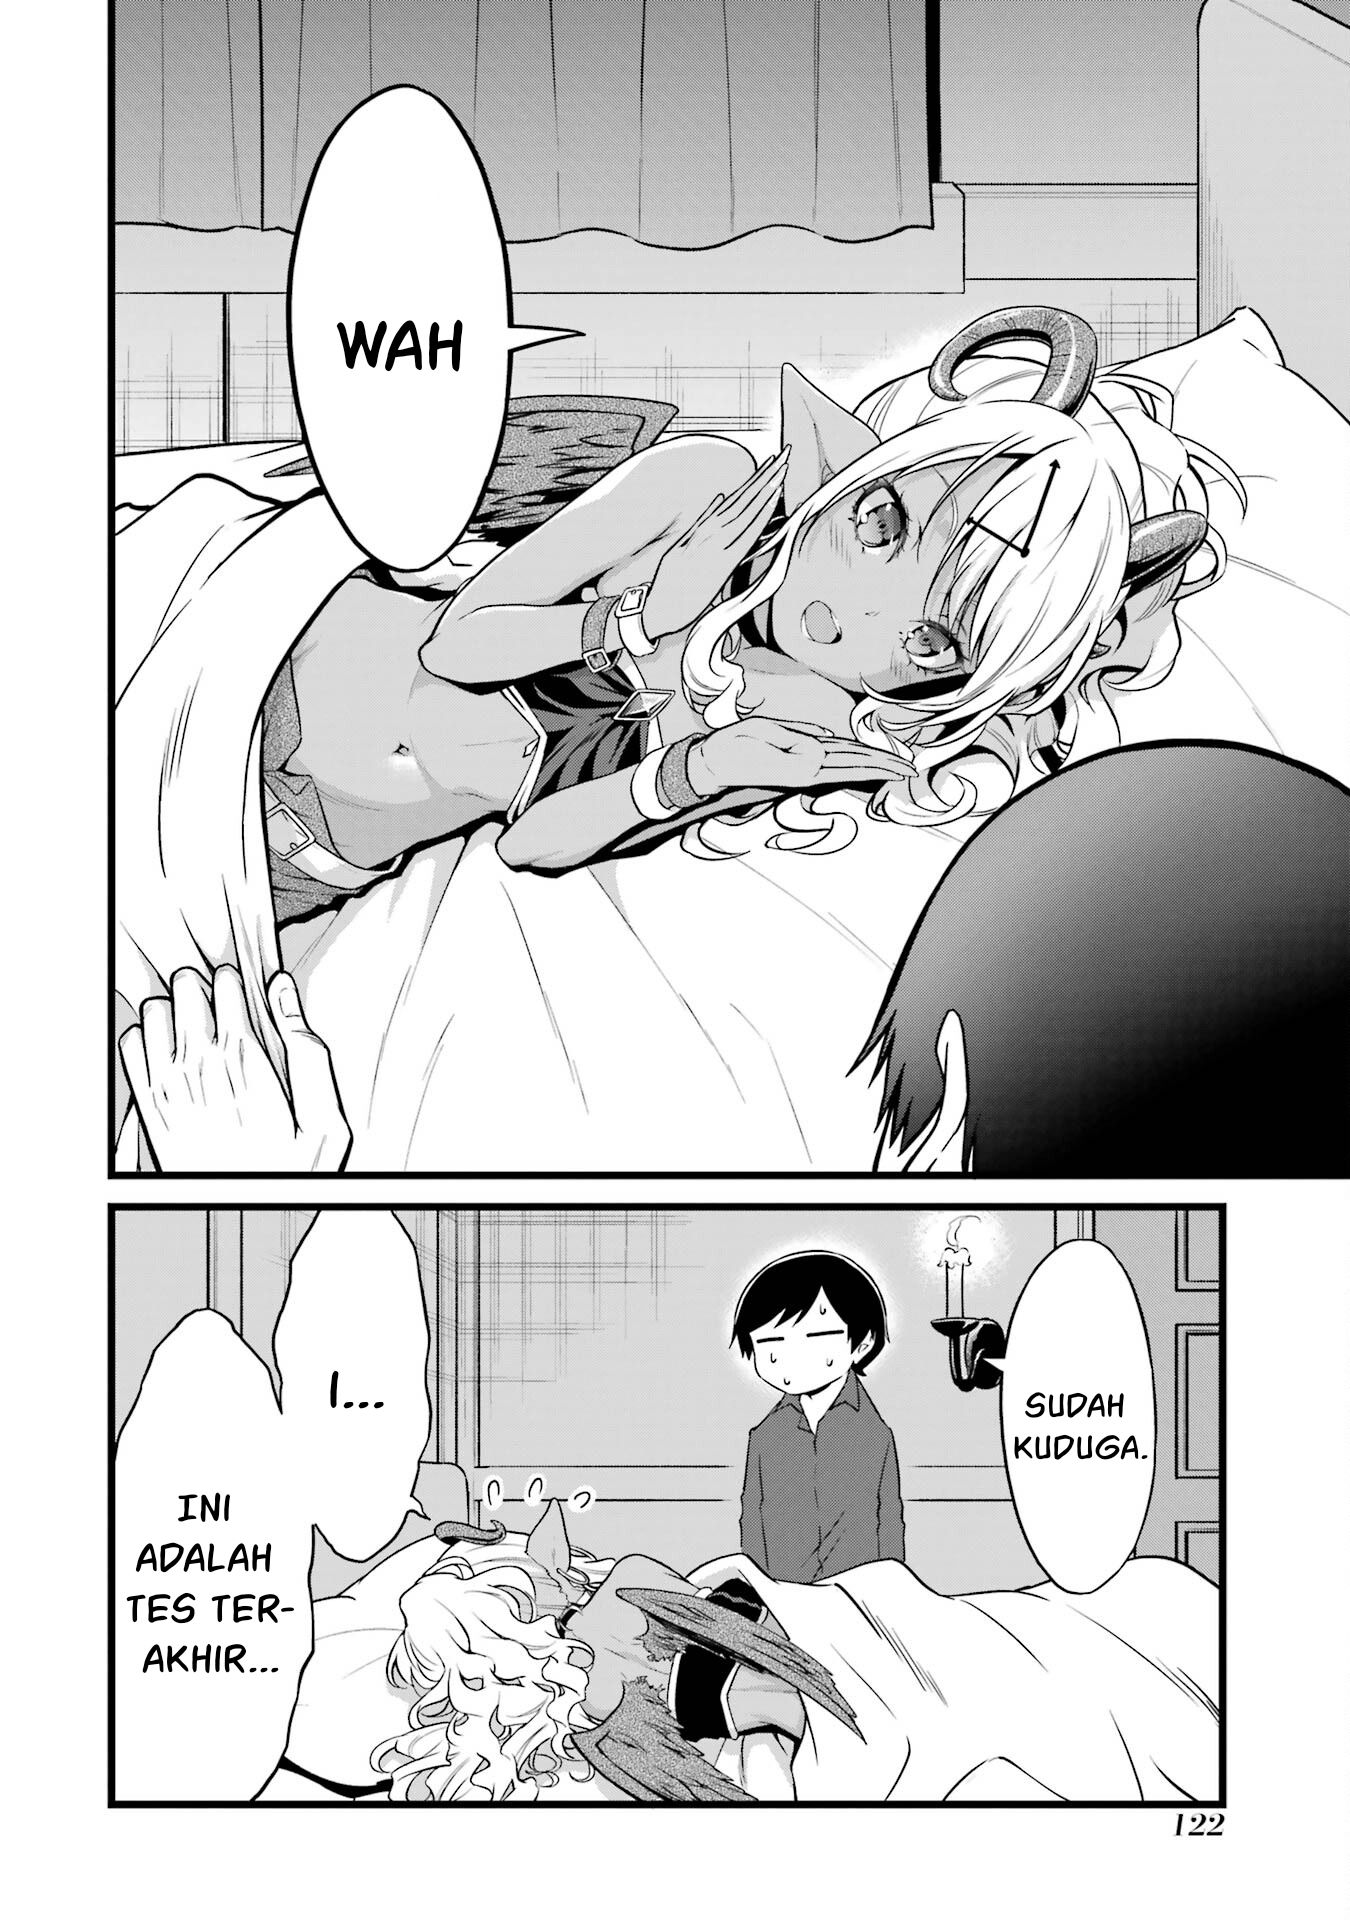 WAH
SUDAH
KUDUGA.
I...
INI
ADALAH
TES TER-
AKHIR...
122